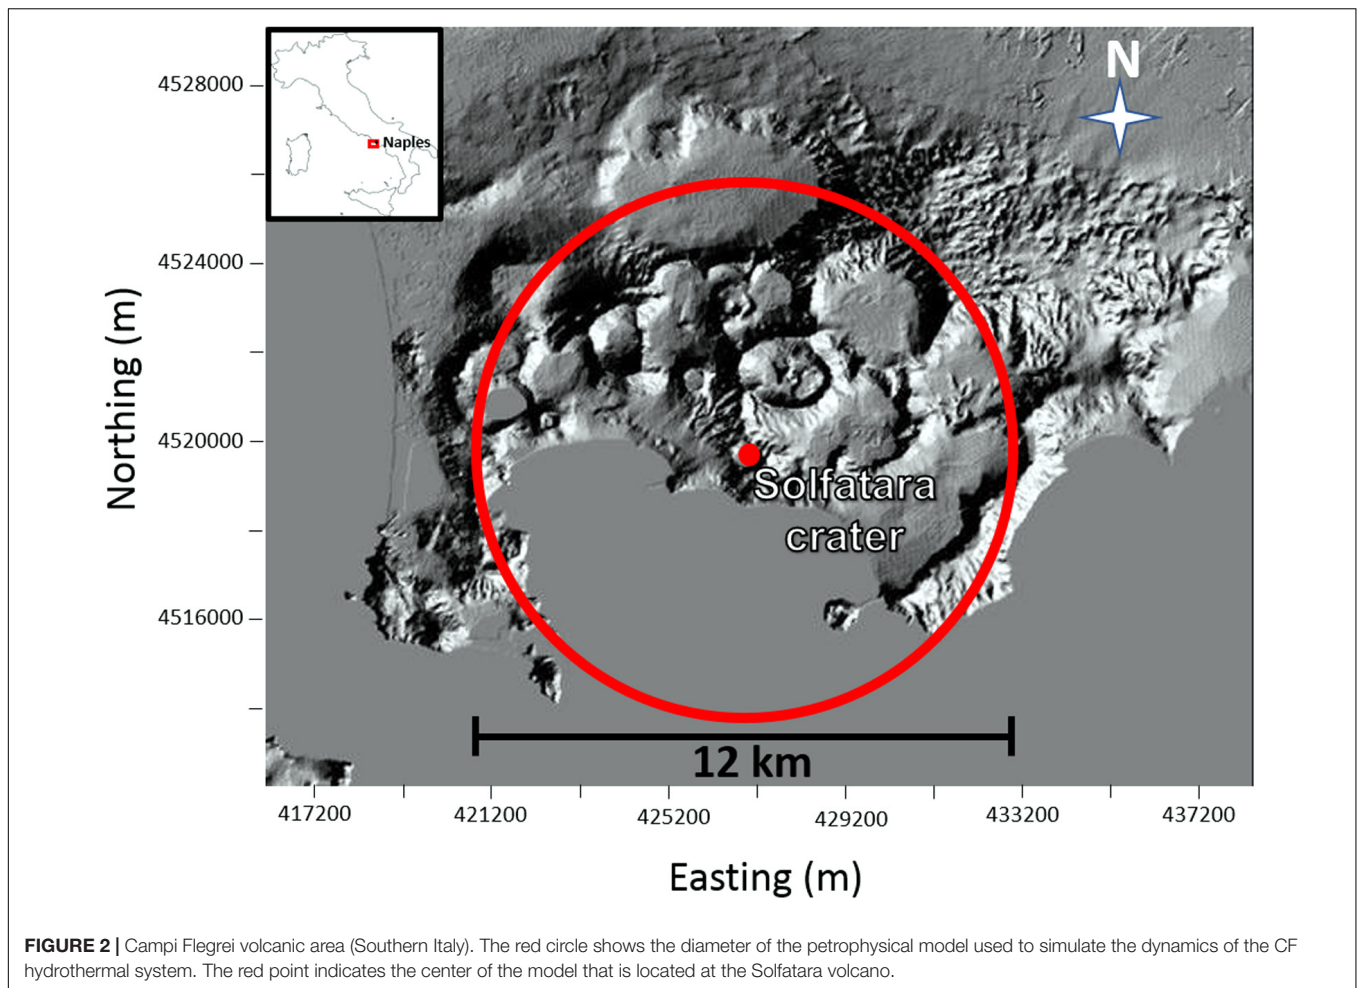 Naples
N
4528000
4524000
4520000
4516000
Northing (m)
Solfatara
crater
12 km
417200
421200
425200
429200
433200
437200
Easting (m)
FIGURE 2 | Campi Flegrei volcanic area (Southern Italy). The red circle shows the diameter of the petrophysical model used to simulate the dynamics of the CF
hydrothermal system. The red point indicates the center of the model that is located at the Solfatara volcano.